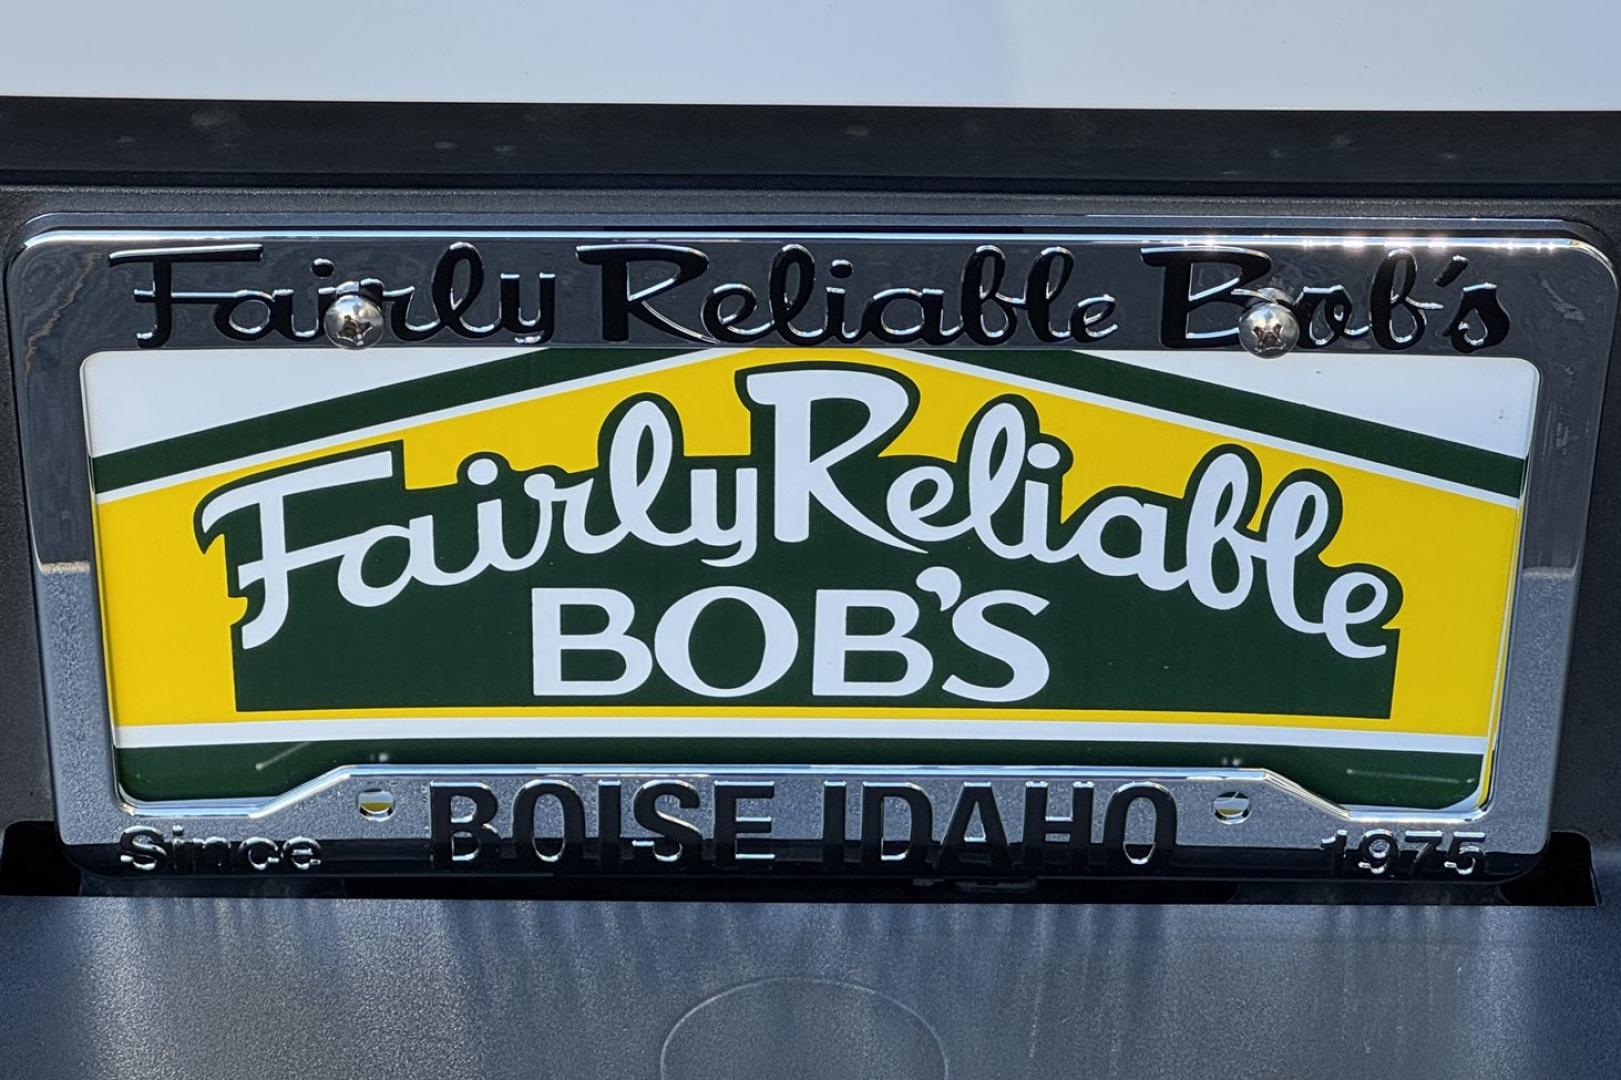 Fairly Reliable Bob's
Fairly Reliable
BOB'S
BOISE IDAHO
Since 1975